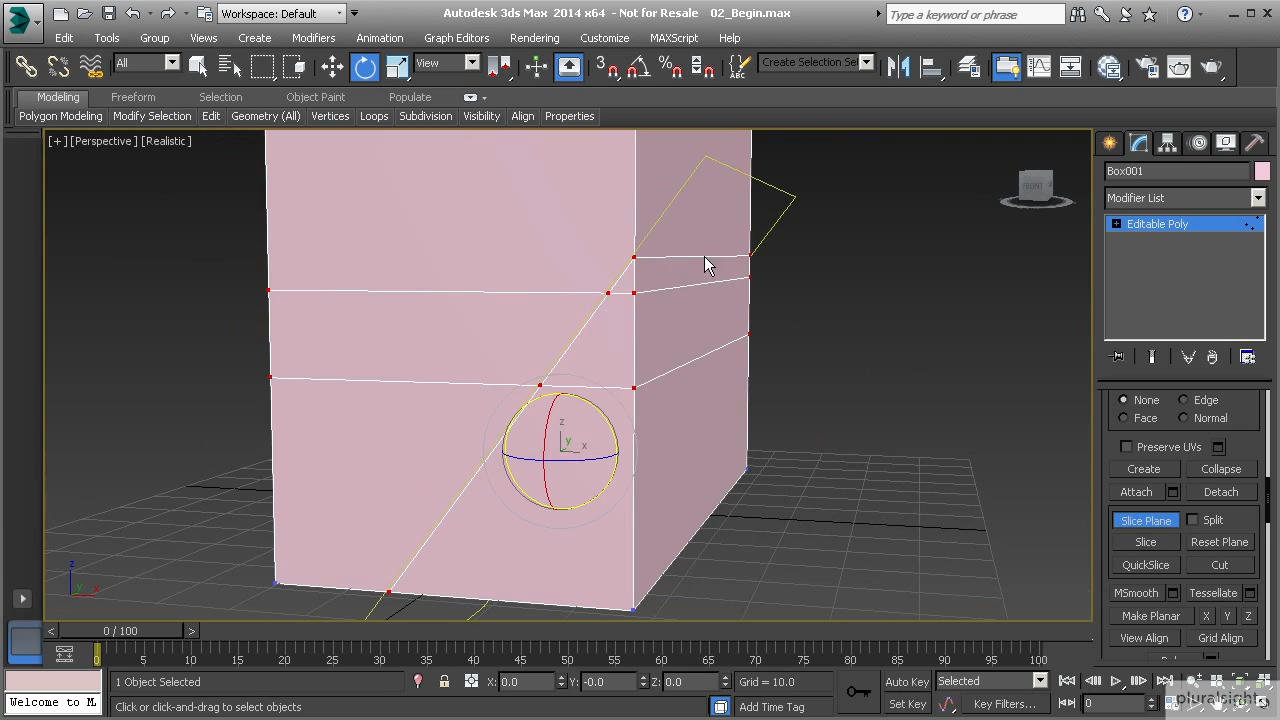 Workspace: Default
Autodesk 3ds Max 2014 x64 - Not for Resale 02_Begin.max
Type a keyword or phrase
Edit Tools Group Views Create Modifiers Animation Graph Editors Rendering Customize MAXScript Help
All View 3 Create Selection Se
Modeling Freeform Selection Object Paint Populate
Polygon Modeling Modify Selection Edit Geometry (All) Vertices Loops Subdivision Visibility Align Properties
[+] [Perspective] [Realistic]
FRONT
Box001
Modifier List
Editable Poly
None Edge
Face Normal
Preserve UVs
Create Collapse
Attach Detach
Slice Plane Split
Slice Reset Plane
QuickSlice Cut
MSmooth Tessellate
Make Planar X Y Z
View Align Grid Align
z
y
x
z
y
x
0 / 100
0 5 10 15 20 25 30 35 40 45 50 55 60 65 70 75 80 85 90 95 100
1 Object Selected X: 0.0 Y: -0.0 Z: 0.0 Grid = 10.0 Auto Key Selected
Welcome to M Click or click-and-drag to select objects Add Time Tag Set Key Key Filters... 0
pluralsight